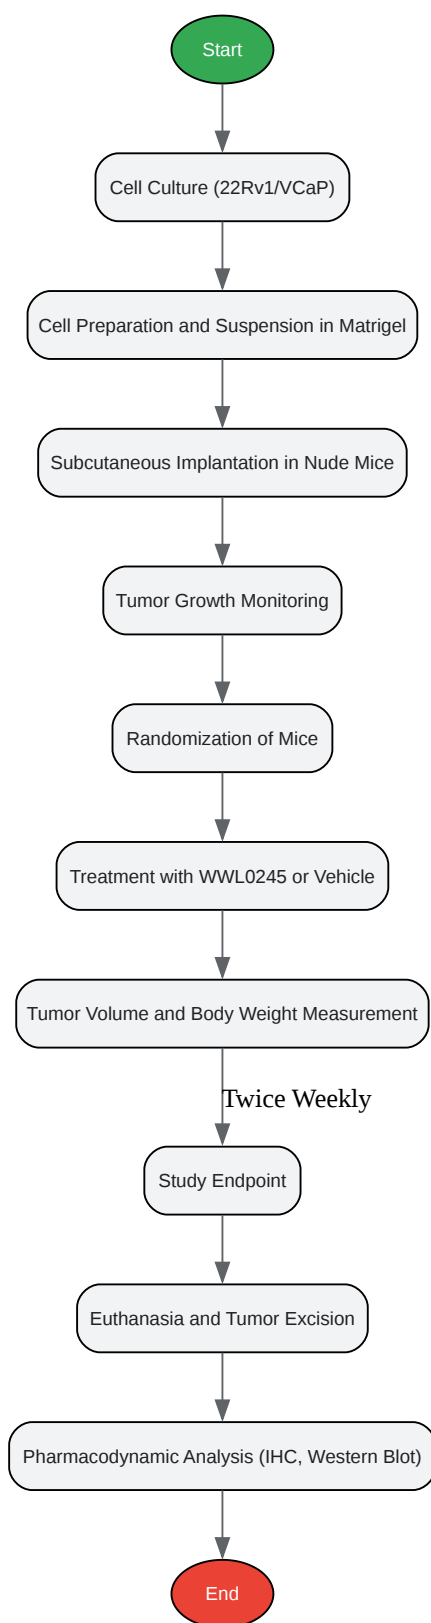 Start
Cell Culture (22Rv1/VCaP)
Cell Preparation and Suspension in Matrigel
Subcutaneous Implantation in Nude Mice
Tumor Growth Monitoring
Randomization of Mice
Treatment with WWL0245 or Vehicle
Tumor Volume and Body Weight Measurement
Twice Weekly
Study Endpoint
Euthanasia and Tumor Excision
Pharmacodynamic Analysis (IHC, Western Blot)
End